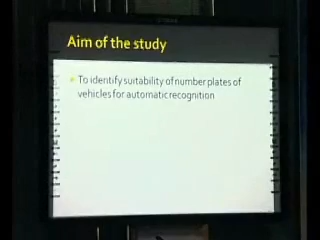 Aim of the study
To identify suitability of number plates of
vehicles for automatic recognition